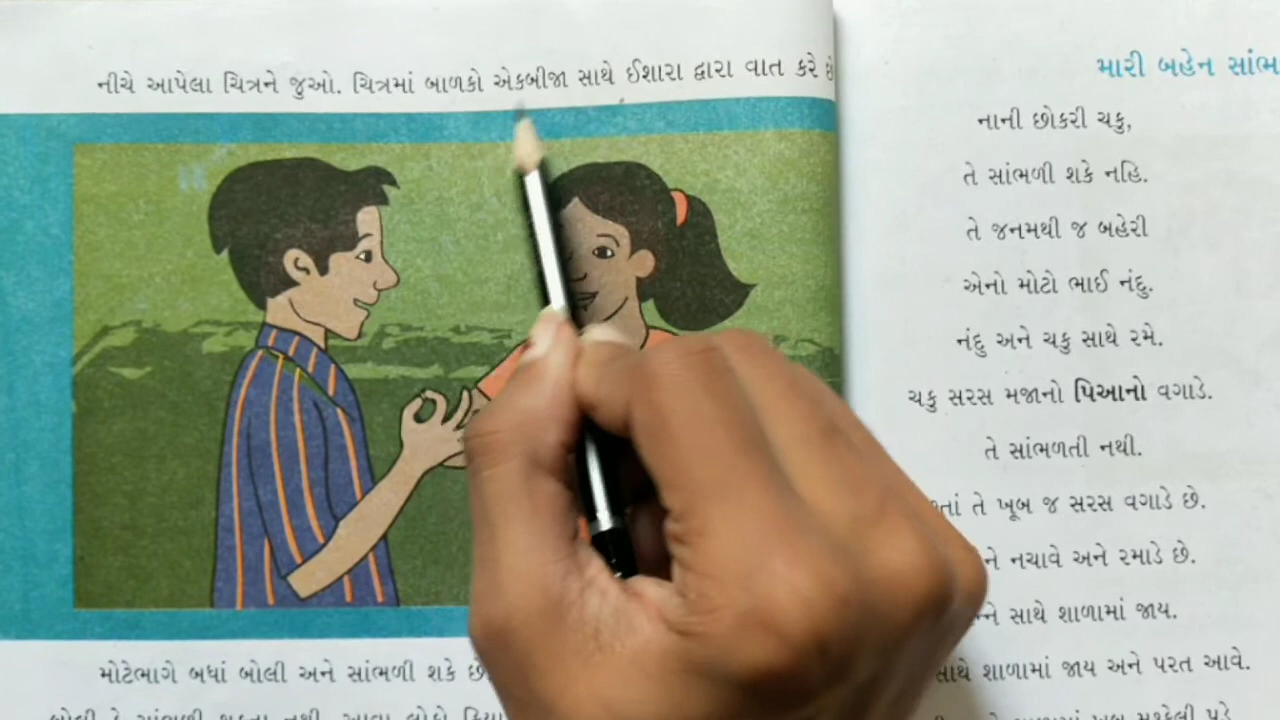 નીચે આપેલા ચિત્રને જુઓ. ચિત્રમાં બાળકો એકબીજા સાથે ઈશારા દ્વારા વાત કરે છે
મોટેભાગે બધાં બોલી અને સાંભળી શકે છે
મારી બહેન સાંભ
નાની છોકરી ચકુ,
તે સાંભળી શકે નહિ.
તે જનમથી જ બહેરી
એનો મોટો ભાઈ નંદુ.
નંદુ અને ચકુ સાથે રમે.
ચકુ સરસ મજાનો પિઆનો વગાડે.
તે સાંભળતી નથી.
તે ખૂબ જ સરસ વગાડે છે.
નચાવે અને રમાડે છે.
સાથે શાળામાં જાય.
સાથે શાળામાં જાય અને પરત આવે.